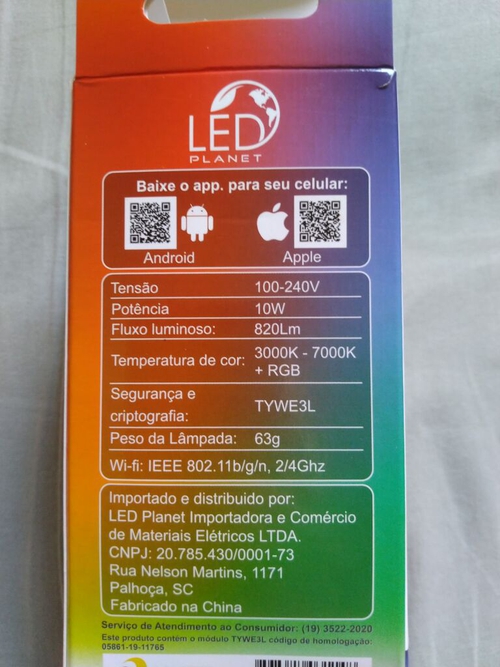 LED
PLANET
Baixe o app. para seu celular:
Android
Apple
Tensão 100-240V
Potência 10W
Fluxo luminoso: 820Lm
Temperatura de cor: 3000K - 7000K
+ RGB
Segurança e
criptografia: TYWE3L
Peso da Lâmpada: 63g
Wi-fi: IEEE 802.11b/g/n, 2/4Ghz
Importado e distribuido por:
LED Planet Importadora e Comércio
de Materiais Elétricos LTDA.
CNPJ: 20.785.430/0001-73
Rua Nelson Martins, 1171
Palhoça, SC
Fabricado na China
Serviço de Atendimento ao Consumidor: (19) 3522-2020
Este produto contém o módulo TYWE3L código de homologação:
05861-19-11765